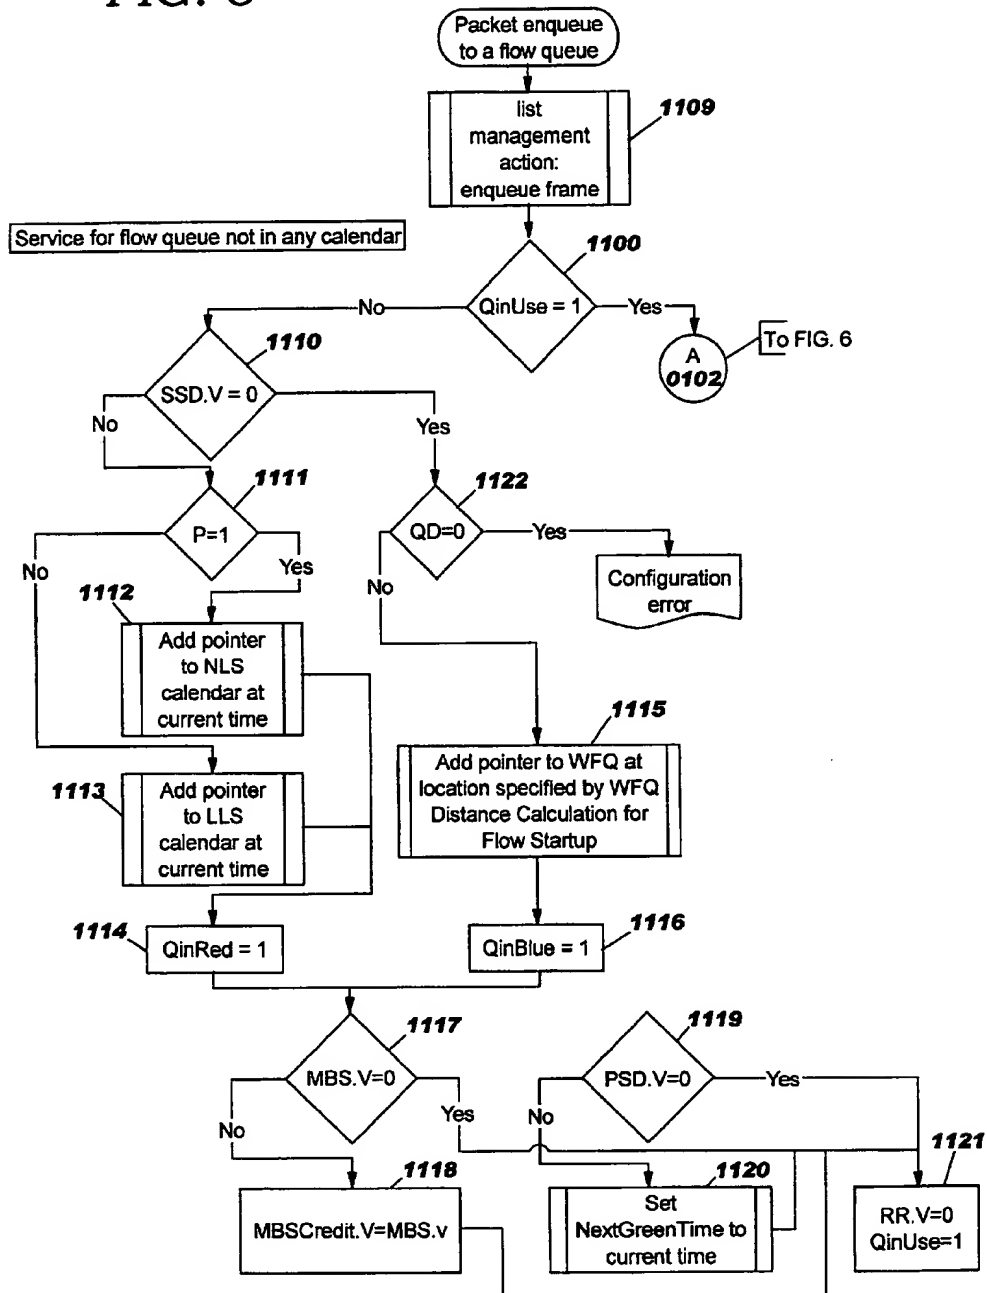 Packet enqueue
to a flow queue
list
management
action:
enqueue frame
1109
Service for flow queue not in any calendar
1100
QinUse = 1
No
Yes
A
0102
To FIG. 6
1110
SSD.V = 0
No
Yes
1111
P=1
No
Yes
1122
QD=0
Yes
No
Configuration
error
1112
Add pointer
to NLS
calendar at
current time
1113
Add pointer
to LLS
calendar at
current time
1115
Add pointer to WFQ at
location specified by WFQ
Distance Calculation for
Flow Startup
1114
QinRed = 1
1116
QinBlue = 1
1117
MBS.V=0
No
Yes
1119
PSD.V=0
Yes
No
1118
MBSCredit.V=MBS.v
1120
Set
NextGreenTime to
current time
1121
RR.V=0
QinUse=1